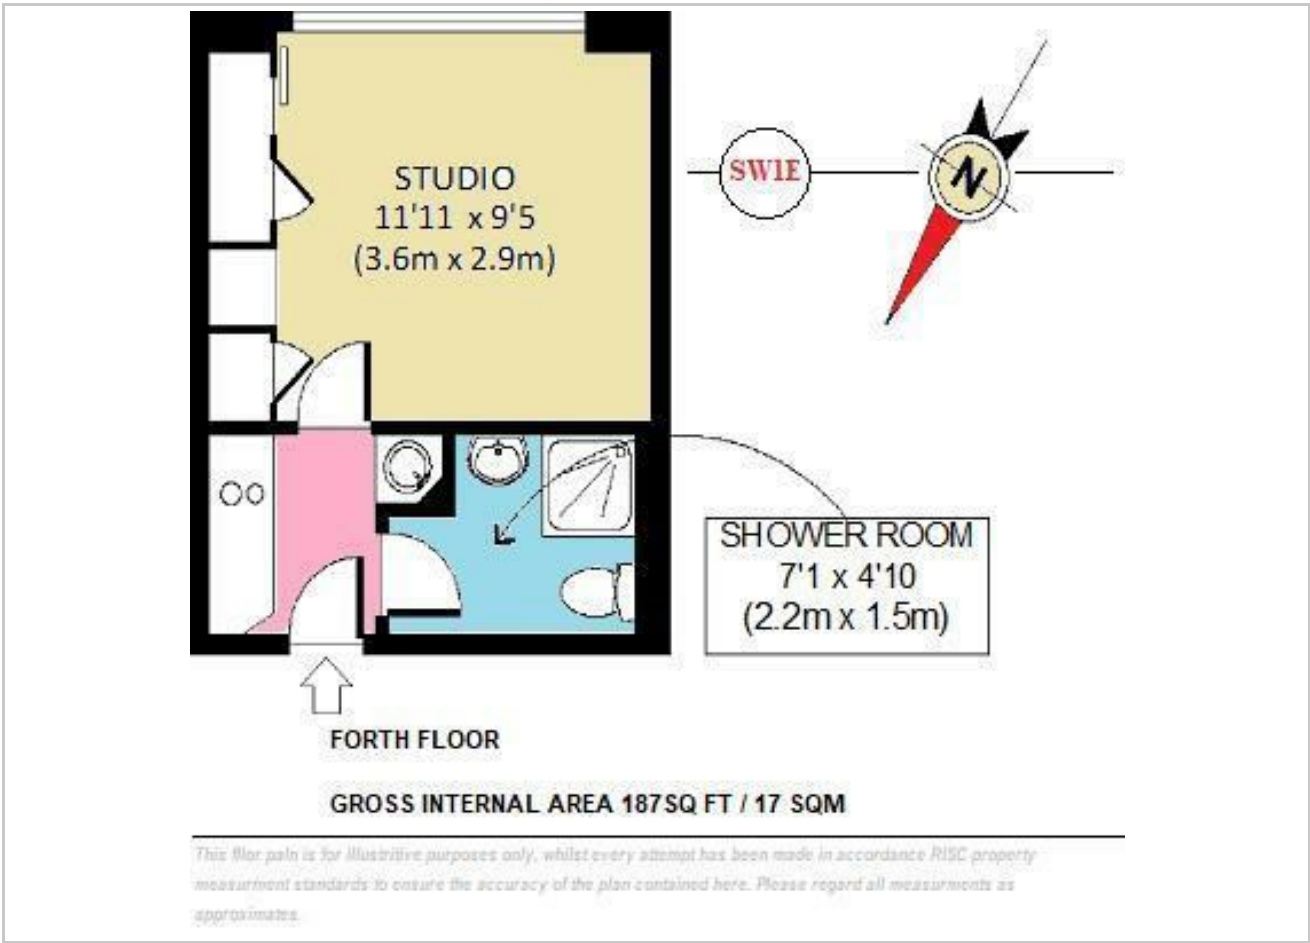 STUDIO
11'11 x 9'5
(3.6m x 2.9m)
SW1E
N
SHOWER ROOM
7'1 x 4'10
(2.2m x 1.5m)
FORTH FLOOR
GROSS INTERNAL AREA 187SQ FT / 17 SQM
This flor paln is for illustritive purposes only, whilst every attempt has been made in accordance RISC property
measurment standards to ensure the accuracy of the plan contained here. Please regard all measurments as
approximates.